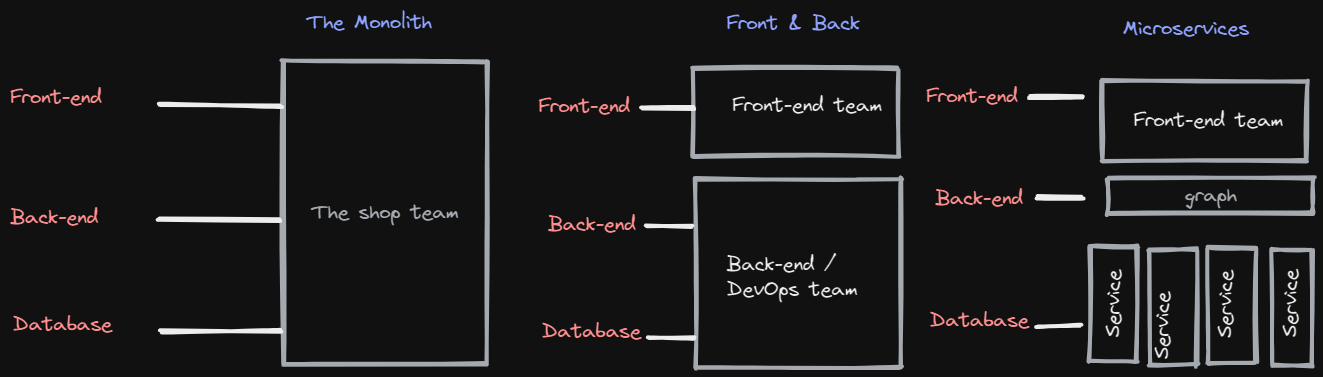 The Monolith
Front-end
Back-end
The shop team
Database
Front & Back
Front-end
Front-end team
Back-end
Back-end /
DevOps team
Database
Microservices
Front-end
Front-end team
Back-end
graph
Database
Service
Service
Service
Service